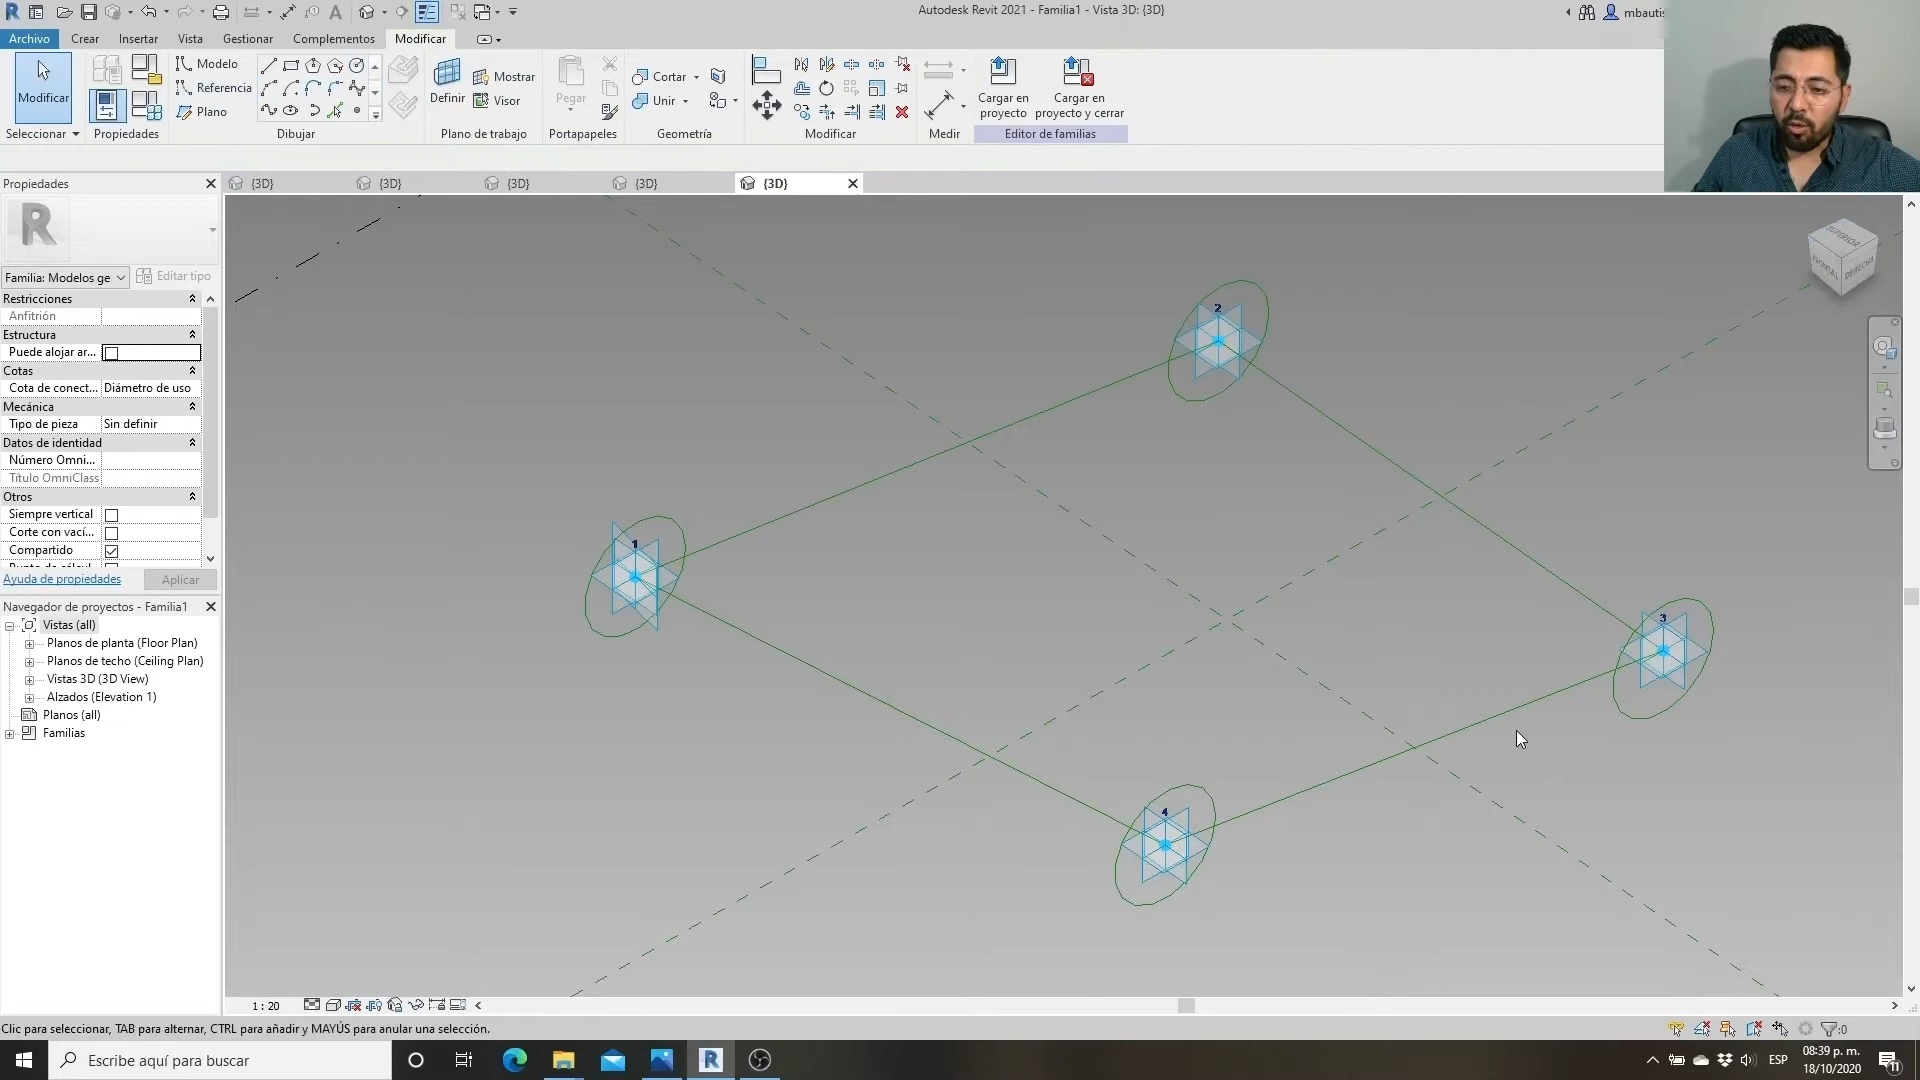 Autodesk Revit 2021 - Familia1 - Vista 3D: {3D}
mbautis
Archivo Crear Insertar Vista Gestionar Complementos Modificar
Modificar
Seleccionar
Propiedades
Modelo
Referencia
Plano
Dibujar
Definir
Mostrar
Visor
Plano de trabajo
Pegar
Portapapeles
Cortar
Unir
Geometría
Modificar
Medir
Cargar en proyecto
Cargar en proyecto y cerrar
Editor de familias
Propiedades
{3D} {3D} {3D} {3D} {3D}
Familia: Modelos ge
Editar tipo
Restricciones
Anfitrión
Estructura
Puede alojar ar...
Cotas
Cota de conect... Diámetro de uso
Mecánica
Tipo de pieza Sin definir
Datos de identidad
Número Omni...
Título OmniClass
Otros
Siempre vertical
Corte con vací...
Compartido
Ayuda de propiedades Aplicar
Navegador de proyectos - Familia1
Vistas (all)
Planos de planta (Floor Plan)
Planos de techo (Ceiling Plan)
Vistas 3D (3D View)
Alzados (Elevation 1)
Planos (all)
Familias
SUPERIOR
FRONTAL
DERECHA
2
1
3
4
1 : 20
Clic para seleccionar, TAB para alternar, CTRL para añadir y MAYÚS para anular una selección.
:0
Escribe aquí para buscar
ESP
08:39 p. m.
18/10/2020
11